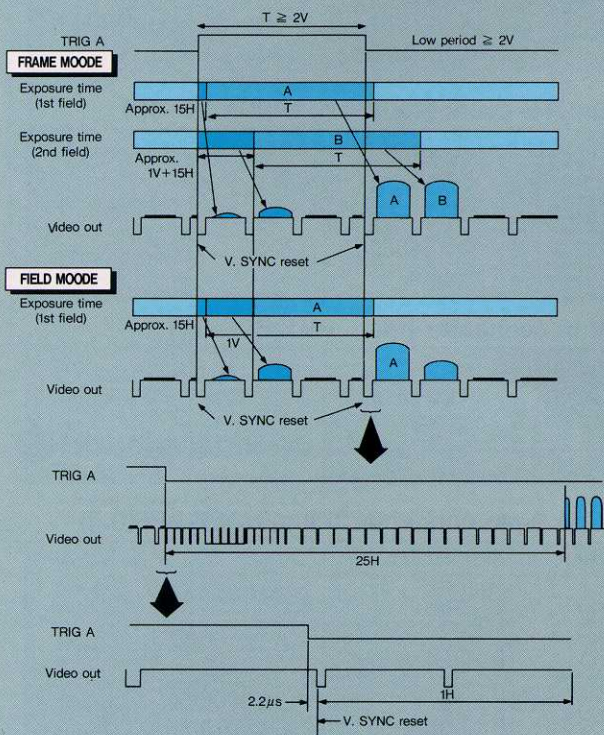 T ≧ 2V
TRIG A
Low period ≧ 2V
FRAME MOODE
Exposure time
(1st field)
A
Approx. 15H
T
Exposure time
(2nd field)
B
Approx.
1V+15H
T
A
B
Video out
V. SYNC reset
FIELD MOODE
Exposure time
(1st field)
A
Approx. 15H
1V
T
A
Video out
V. SYNC reset
TRIG A
Video out
25H
TRIG A
Video out
2.2μs
1H
V. SYNC reset